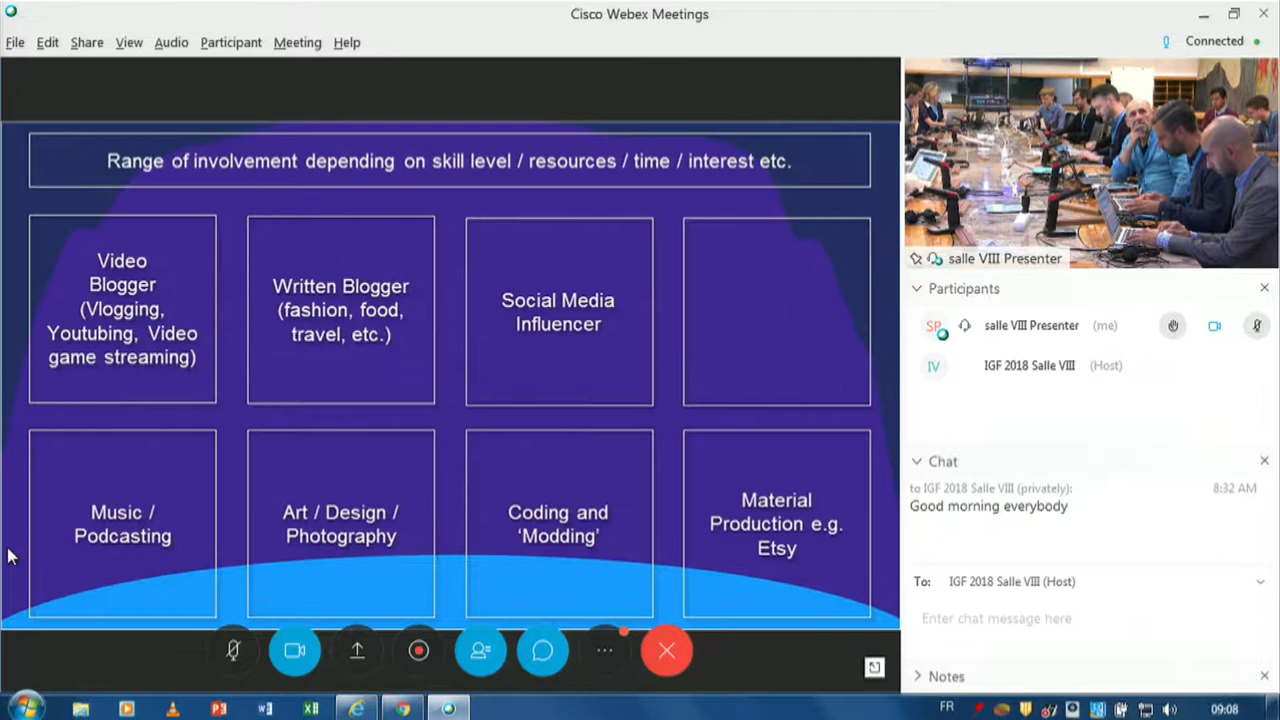 Cisco Webex Meetings
File Edit Share View Audio Participant Meeting Help
Connected
Range of involvement depending on skill level / resources / time / interest etc.
Video
Blogger
(Vlogging,
Youtubing, Video
game streaming)
Written Blogger
(fashion, food,
travel, etc.)
Social Media
Influencer
Music /
Podcasting
Art / Design /
Photography
Coding and
‘Modding’
Material
Production e.g.
Etsy
salle VIII Presenter
Participants
SP salle VIII Presenter (me)
IV IGF 2018 Salle VIII (Host)
Chat
to IGF 2018 Salle VIII (privately): 8:32 AM
Good morning everybody
To: IGF 2018 Salle VIII (Host)
Enter chat message here
Notes
FR 09:08